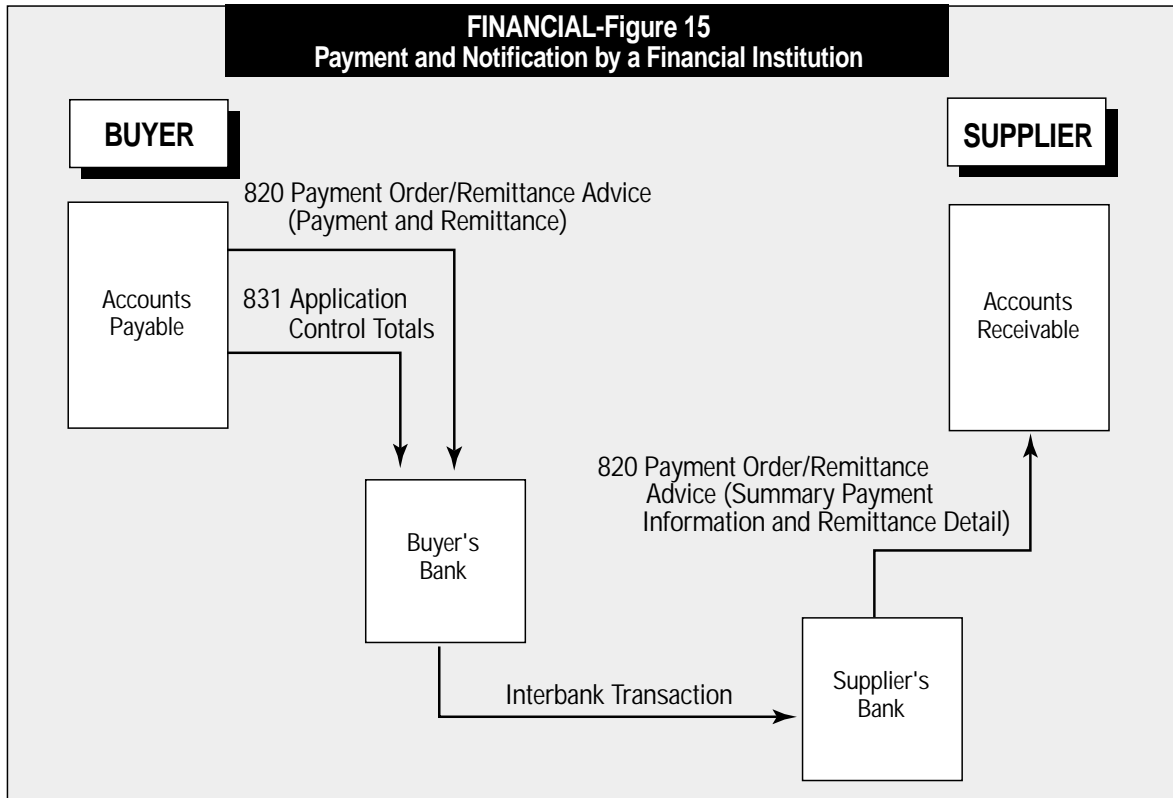 FINANCIAL-Figure 15
Payment and Notification by a Financial Institution
BUYER
SUPPLIER
820 Payment Order/Remittance Advice
(Payment and Remittance)
Accounts
Payable
831 Application
Control Totals
Accounts
Receivable
820 Payment Order/Remittance
Advice (Summary Payment
Information and Remittance Detail)
Buyer's
Bank
Interbank Transaction
Supplier's
Bank